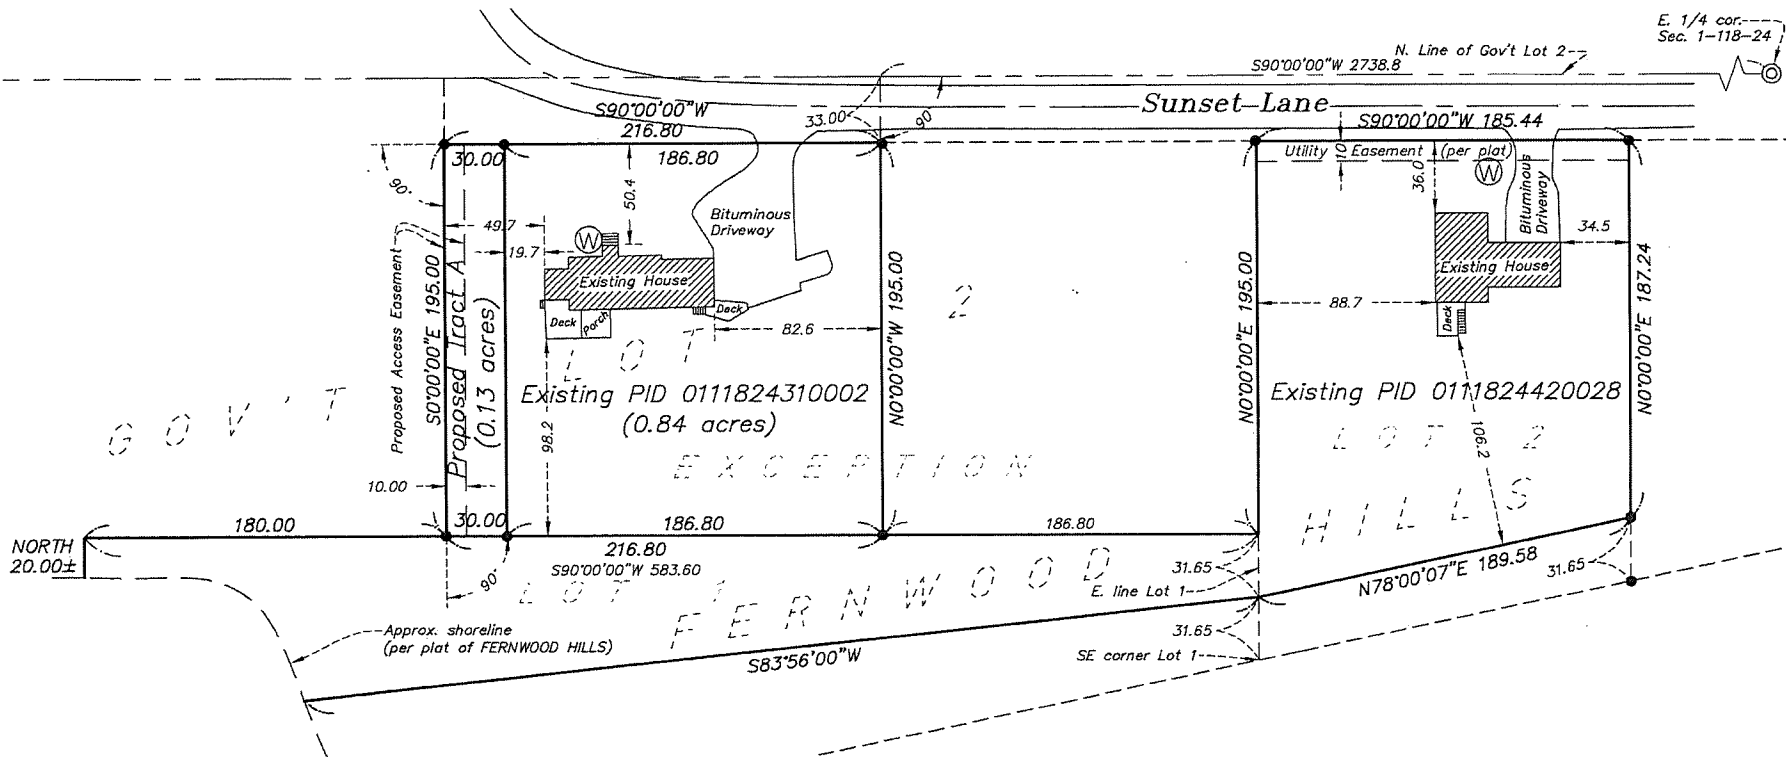 E. 1/4 cor.
Sec. 1-118-24
N. Line of Gov't Lot 2
S90°00'00"W 2738.8
Sunset Lane
S90°00'00"W
216.80
33.00
90°
S90°00'00"W 185.44
30.00
186.80
10
Utility Easement (per plat)
36.0
W
Bituminous
Driveway
90°
50.4
49.7
19.7
W
Bituminous
Driveway
34.5
Existing House
Existing House
Deck
Porch
Deck
Deck
82.6
88.7
Proposed Access Easement
S0°00'00"E 195.00
Proposed Tract A
(0.13 acres)
N0°00'00"W 195.00
N0°00'00"E 195.00
N0°00'00"E 187.24
GOV'T LOT 2
Existing PID 0111824310002
(0.84 acres)
Existing PID 0111824420028
98.2
106.2
EXCEPTION
LOT 2
HILLS
10.00
180.00
30.00
186.80
186.80
216.80
S90°00'00"W 583.60
NORTH
20.00±
90°
LOT 1
FERNWOOD
31.65
E. line Lot 1
31.65
SE corner Lot 1
N78°00'07"E 189.58
31.65
Approx. shoreline
(per plat of FERNWOOD HILLS)
S83°56'00"W